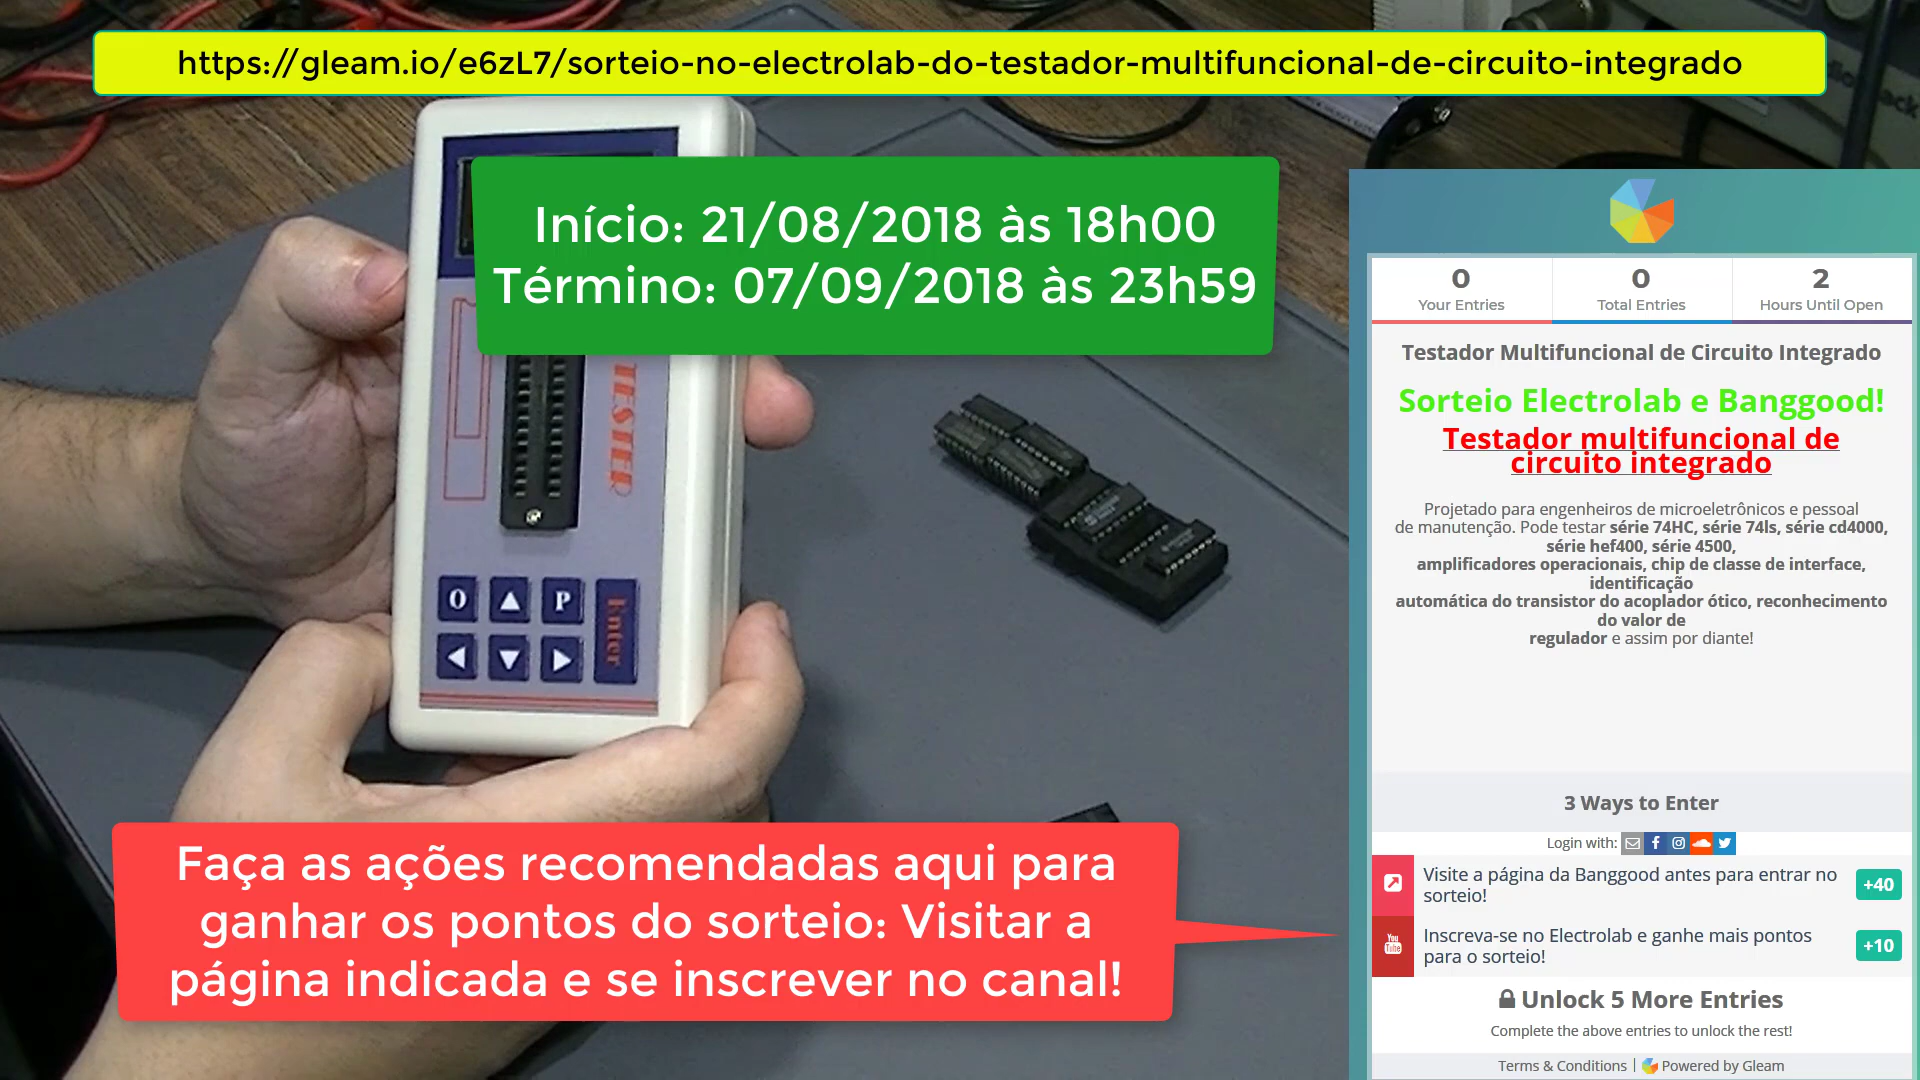 https://gleam.io/e6zL7/sorteio-no-electrolab-do-testador-multifuncional-de-circuito-integrado
Início: 21/08/2018 às 18h00
Término: 07/09/2018 às 23h59
TESTER
O
P
Enter
Faça as ações recomendadas aqui para
ganhar os pontos do sorteio: Visitar a
página indicada e se inscrever no canal!
0
Your Entries
0
Total Entries
2
Hours Until Open
Testador Multifuncional de Circuito Integrado
Sorteio Electrolab e Banggood!
Testador multifuncional de
circuito integrado
Projetado para engenheiros de microeletrônicos e pessoal
de manutenção. Pode testar série 74HC, série 74ls, série cd4000,
série hef400, série 4500,
amplificadores operacionais, chip de classe de interface,
identificação
automática do transistor do acoplador ótico, reconhecimento
do valor de
regulador e assim por diante!
3 Ways to Enter
Login with:
Visite a página da Banggood antes para entrar no
sorteio!
+40
You Tube
Inscreva-se no Electrolab e ganhe mais pontos
para o sorteio!
+10
Unlock 5 More Entries
Complete the above entries to unlock the rest!
Terms & Conditions | Powered by Gleam